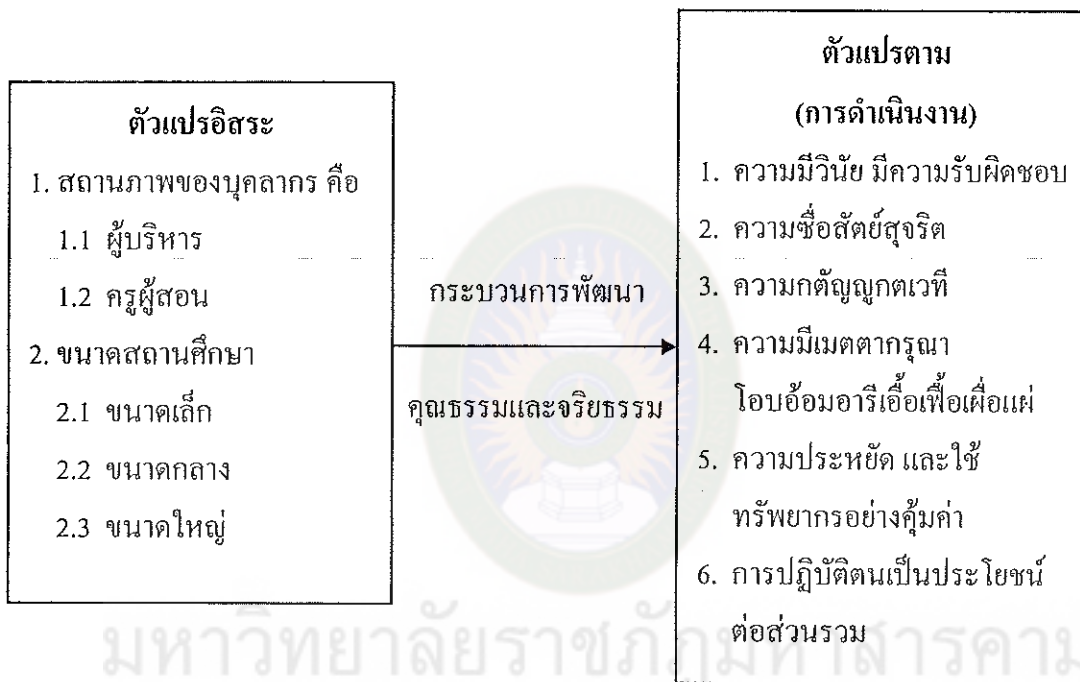 ตัวแปรอิสระ
1. สถานภาพของบุคลากร คือ
1.1 ผู้บริหาร
1.2 ครูผู้สอน
2. ขนาดสถานศึกษา
2.1 ขนาดเล็ก
2.2 ขนาดกลาง
2.3 ขนาดใหญ่
กระบวนการพัฒนา
คุณธรรมและจริยธรรม
ตัวแปรตาม
(การดำเนินงาน)
1. ความมีวินัย มีความรับผิดชอบ
2. ความซื่อสัตย์สุจริต
3. ความกตัญญูกตเวที
4. ความมีเมตตากรุณา
โอบอ้อมอารีเอื้อเฟื้อเผื่อแผ่
5. ความประหยัด และใช้
ทรัพยากรอย่างคุ้มค่า
6. การปฏิบัติตนเป็นประโยชน์
ต่อส่วนรวม
มหาวิทยาลัยราชภัฏมหาสารคาม